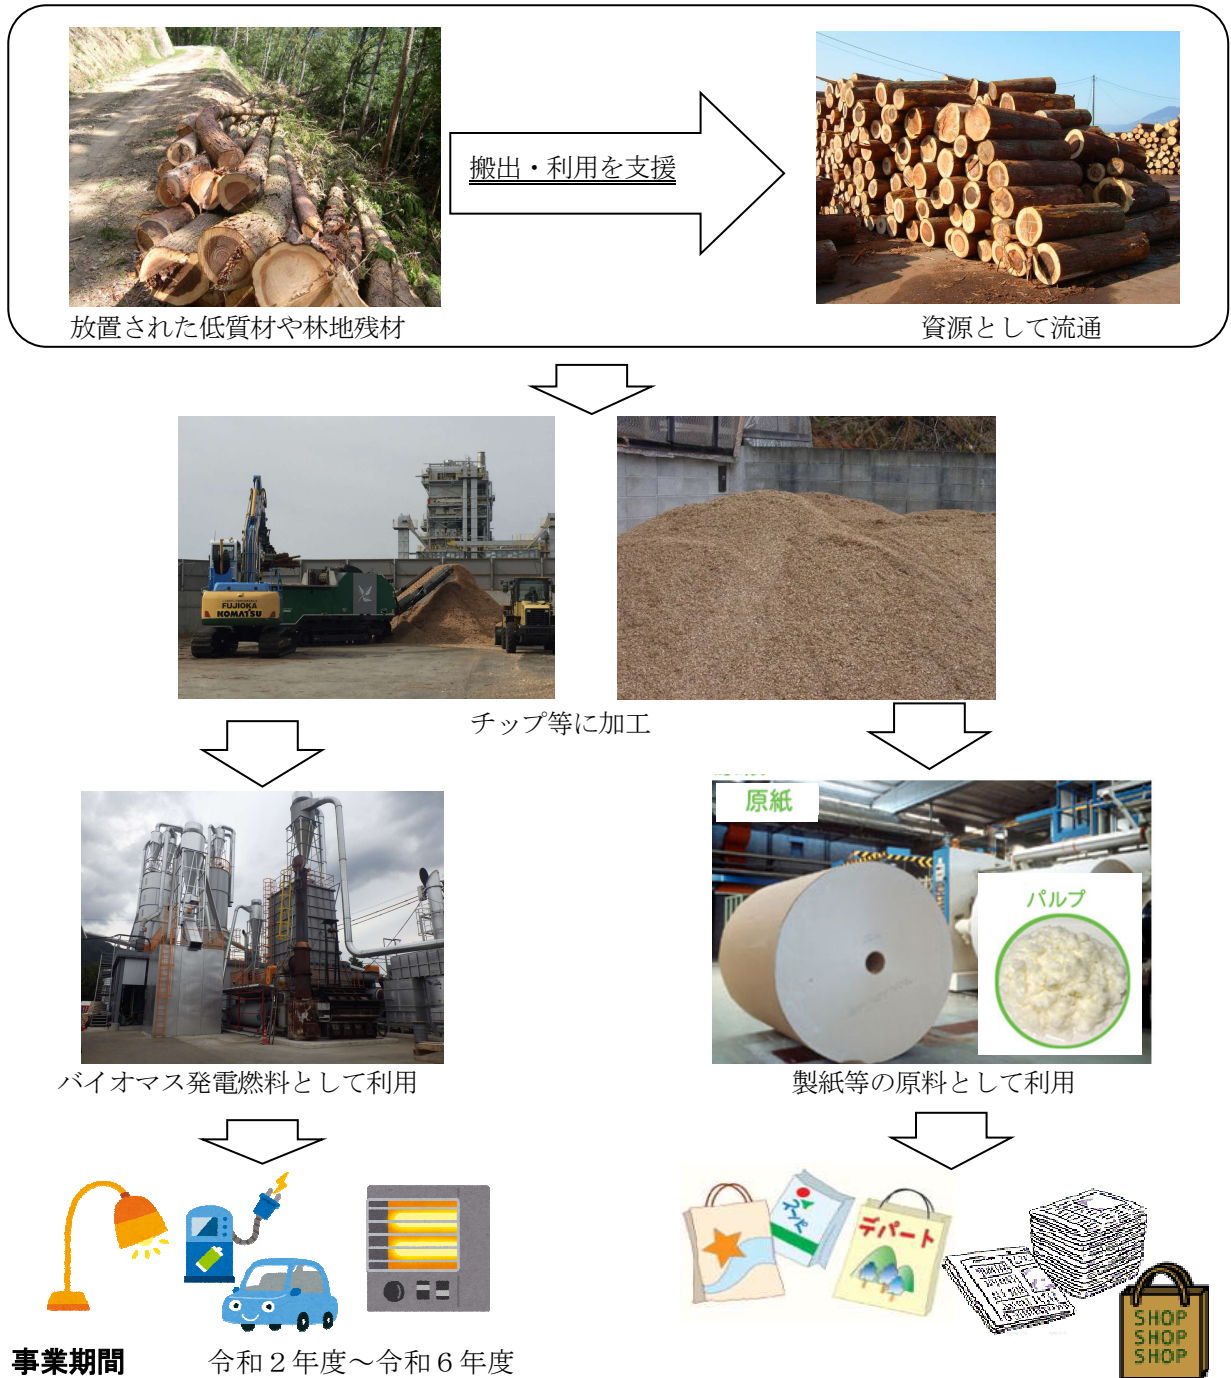 搬出・利用を支援
放置された低質材や林地残材
資源として流通
FUJIOKA
KOMATSU
チップ等に加工
原紙
パルプ
バイオマス発電燃料として利用
製紙等の原料として利用
デパート
SHOP
SHOP
SHOP
事業期間 令和２年度～令和６年度